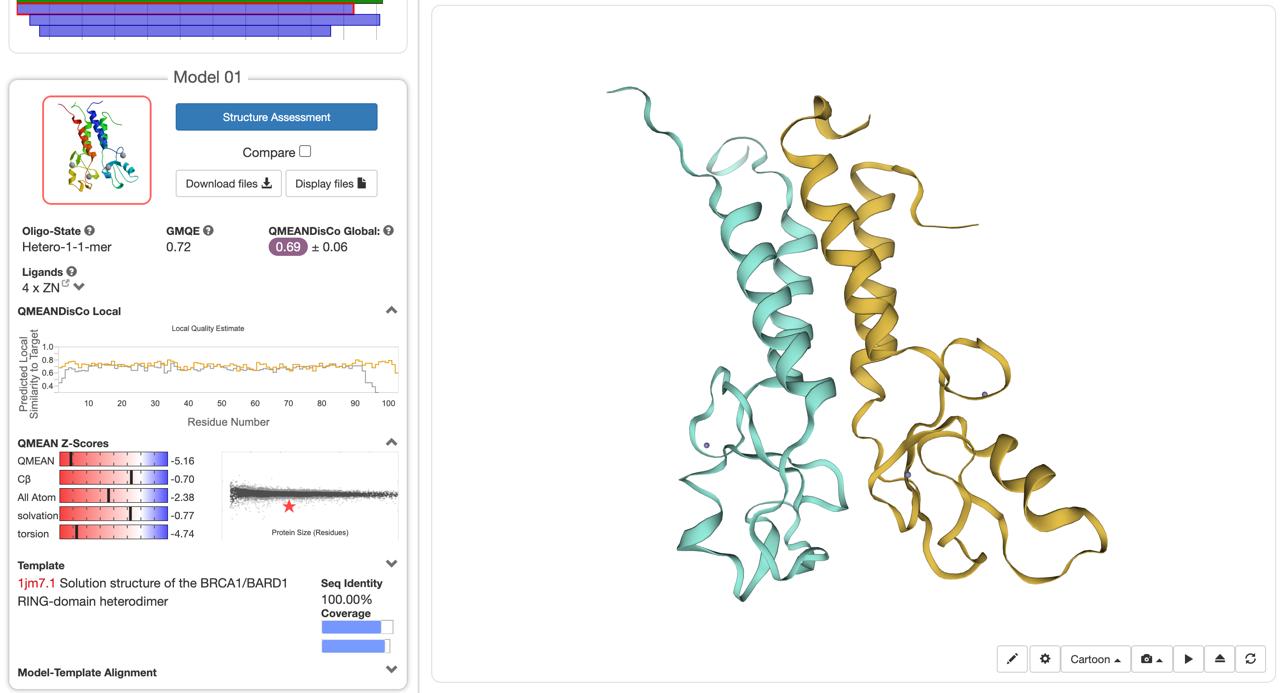 Model 01
Structure Assessment
Compare
Download files
Display files
Oligo-State
GMQE
QMEANDisCo Global:
Hetero-1-1-mer
0.72
0.69 ± 0.06
Ligands
4 x ZN
QMEANDisCo Local
Local Quality Estimate
Predicted Local
Similarity to Target
1.0
0.8
0.6
0.4
10 20 30 40 50 60 70 80 90 100
Residue Number
QMEAN Z-Scores
QMEAN -5.16
Cβ -0.70
All Atom -2.38
solvation -0.77
torsion -4.74
Protein Size (Residues)
Template
1jm7.1 Solution structure of the BRCA1/BARD1
RING-domain heterodimer
Seq Identity
100.00%
Coverage
Model-Template Alignment
Cartoon